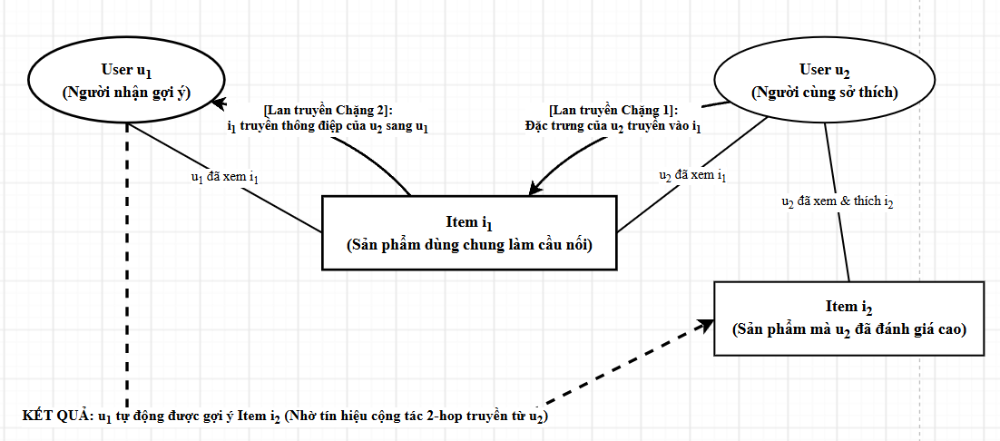 User u1
(Người nhận gợi ý)
User u2
(Người cùng sở thích)
[Lan truyền Chặng 2]:
i1 truyền thông điệp của u2 sang u1
[Lan truyền Chặng 1]:
Đặc trưng của u2 truyền vào i1
u1 đã xem i1
u2 đã xem i1
u2 đã xem & thích i2
Item i1
(Sản phẩm dùng chung làm cầu nối)
Item i2
(Sản phẩm mà u2 đã đánh giá cao)
KẾT QUẢ: u1 tự động được gợi ý Item i2 (Nhờ tín hiệu cộng tác 2-hop truyền từ u2)